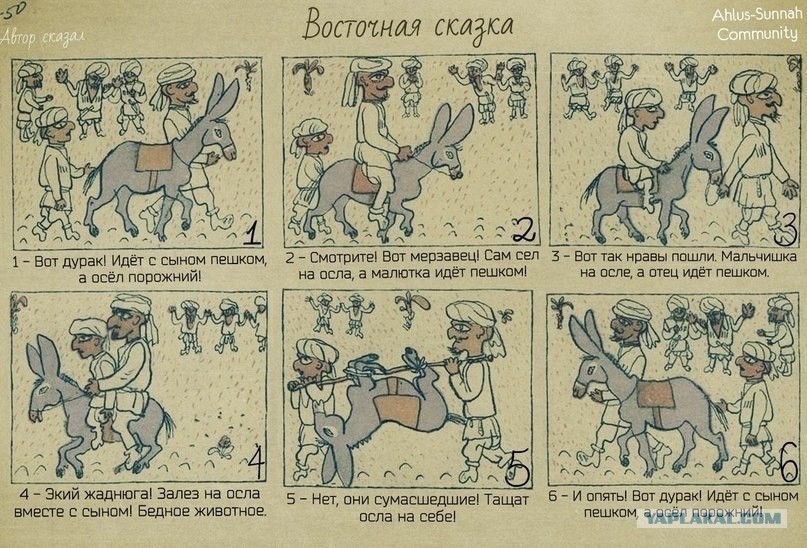 -50
Автор сказал
Восточная сказка
Ahlus-Sunnah
Community
1
2
3
1 – Вот дурак! Идёт с сыном пешком,
а осёл порожний!
2 – Смотрите! Вот мерзавец! Сам сел
на осла, а малютка идёт пешком!
3 – Вот так нравы пошли. Мальчишка
на осле, а отец идёт пешком.
4
5
6
4 – Экий жаднюга! Залез на осла
вместе с сыном! Бедное животное.
5 – Нет, они сумасшедшие! Тащат
осла на себе!
6 – И опять! Вот дурак! Идёт с сыном
пешком, а осёл порожний!
YAPLAKAL.COM